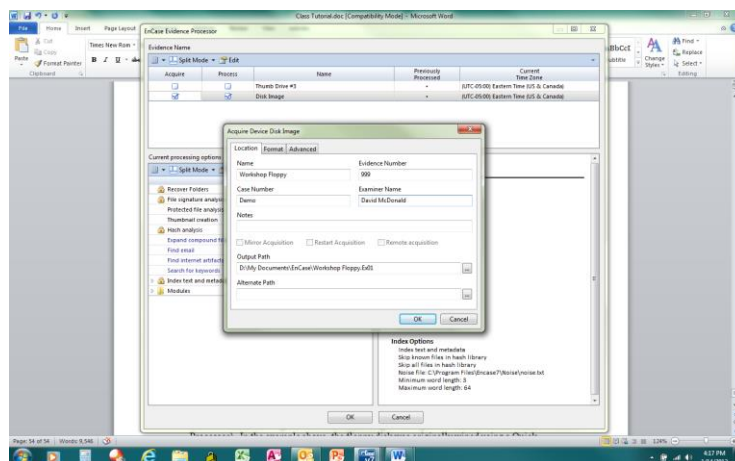 Class Tutorial.doc [Compatibility Mode] - Microsoft Word
File Home Insert Page Layout
Cut
Copy
Format Painter
Paste
Clipboard
Times New Rom
B I U
AaBbCcI
Change Styles
Find
Replace
Select
Editing
EnCase Evidence Processor
Evidence Name
Split Mode Edit
Acquire Process Name Previously Processed Current Time Zone
Thumb Drive #3 (UTC-05:00) Eastern Time (US & Canada)
Disk Image (UTC-05:00) Eastern Time (US & Canada)
Acquire Device Disk Image
Location Format Advanced
Name Evidence Number
Workshop Floppy 999
Case Number Examiner Name
Demo David McDonald
Notes
Mirror Acquisition Restart Acquisition Remote acquisition
Output Path
D:\My Documents\EnCase\Workshop Floppy.Ex01
Alternate Path
OK Cancel
Current processing options
Split Mode
Recover Folders
File signature analysis
Protected file analysis
Thumbnail creation
Hash analysis
Expand compound
Find email
Find internet artifacts
Search for keywords
Index text and metad
Modules
Index Options
Index text and metadata
Skip known files in hash library
Skip all files in hash library
Noise File: C:\Program Files\Encase7\Noise\noise.txt
Minimum word length: 3
Maximum word length: 64
OK Cancel
Page: 54 of 54 Words: 9,546
124%
4:17 PM